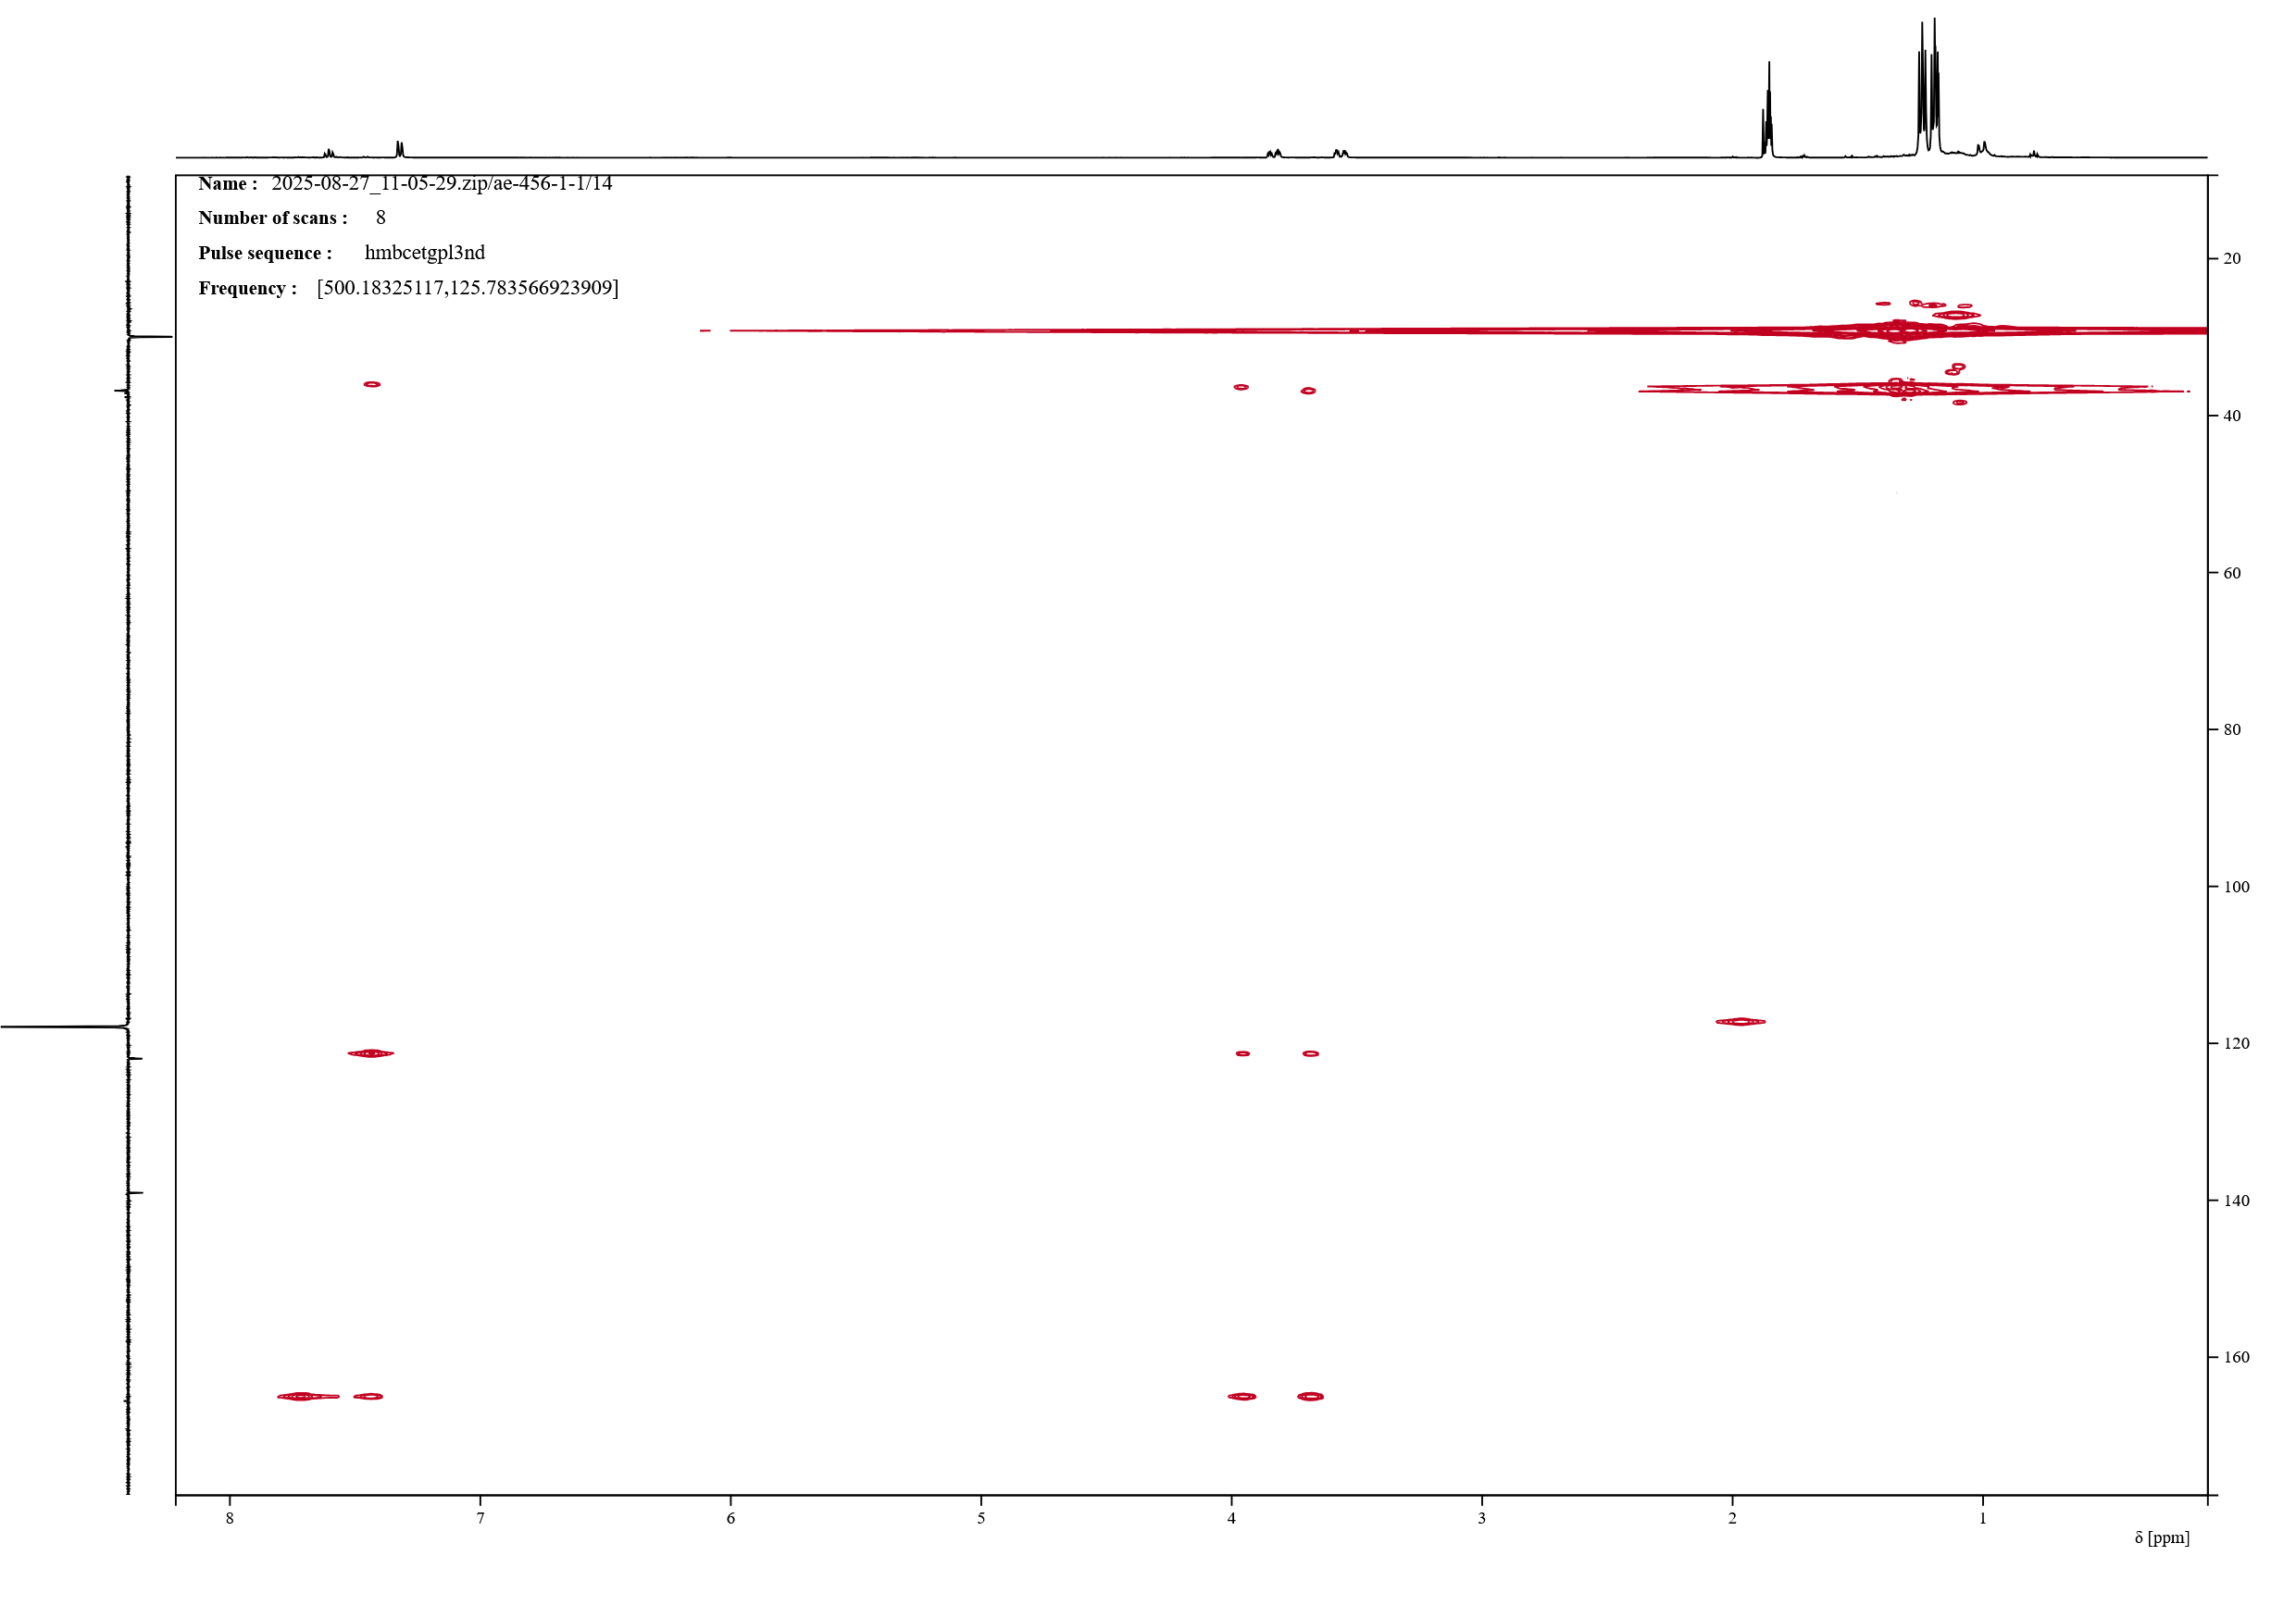 Name : 2025-08-27_11-05-29.zip/ae-456-1-1/14
Number of scans : 8
Pulse sequence : hmbcetgpl3nd
Frequency : [500.18325117,125.783566923909]
20
40
60
80
100
120
140
160
8 7 6 5 4 3 2 1
δ [ppm]